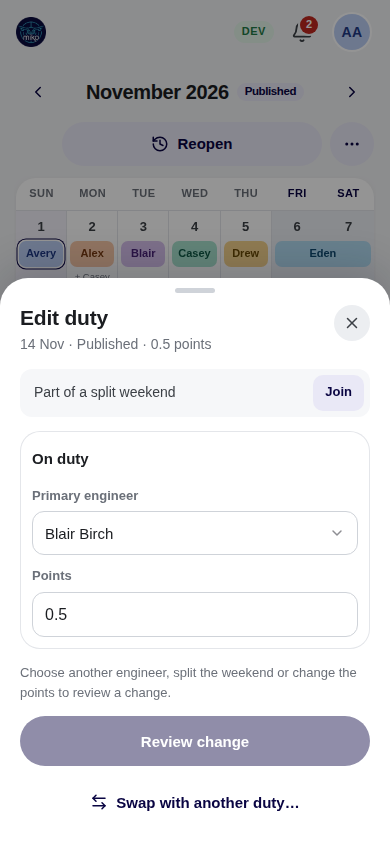 miko
DEV
2
AA
November 2026
Published
Reopen
SUN MON TUE WED THU FRI SAT
1 2 3 4 5 6 7
Avery Alex Blair Casey Drew Eden
+ Casey
Edit duty
14 Nov · Published · 0.5 points
Part of a split weekend
Join
On duty
Primary engineer
Blair Birch
Points
0.5
Choose another engineer, split the weekend or change the
points to review a change.
Review change
Swap with another duty…